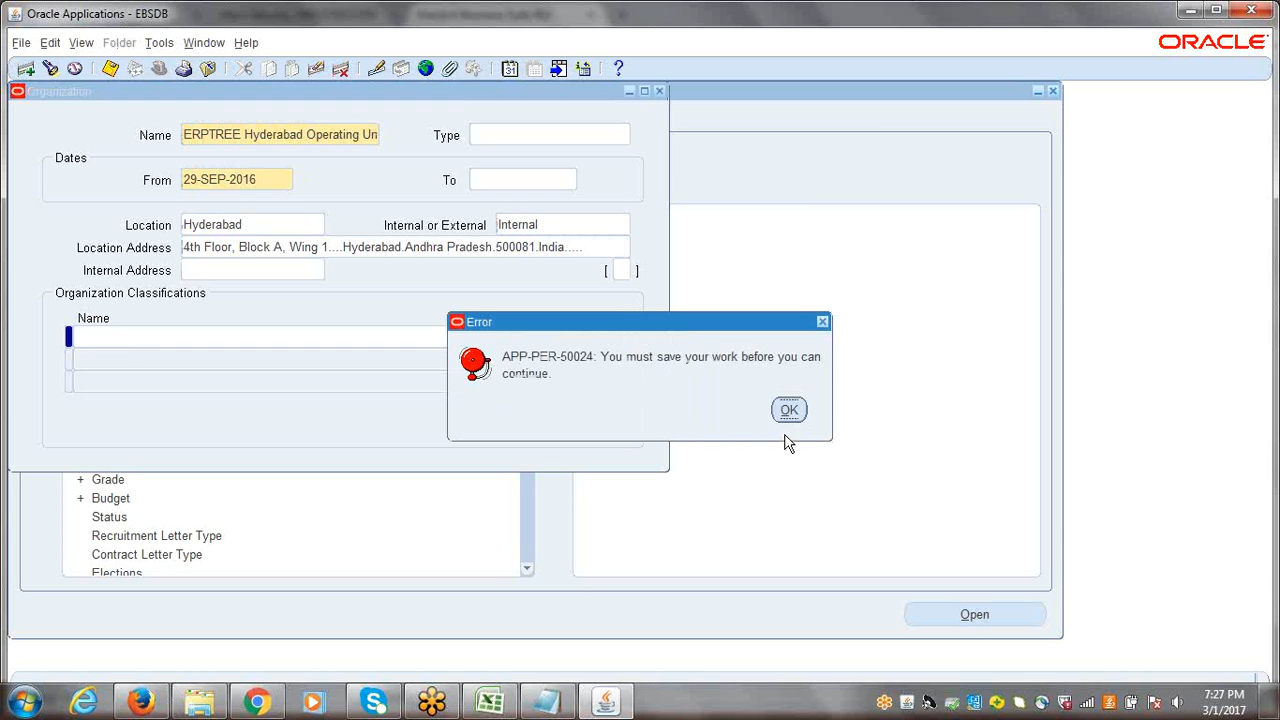 Oracle Applications - EBSDB
File Edit View Folder Tools Window Help
ORACLE
Organization
Name ERPTREE Hyderabad Operating Un Type
Dates
From 29-SEP-2016 To
Location Hyderabad Internal or External Internal
Location Address 4th Floor, Block A, Wing 1....Hyderabad.Andhra Pradesh.500081.India.....
Internal Address [ ]
Organization Classifications
Name
Error
APP-PER-50024: You must save your work before you can
continue.
OK
+ Grade
+ Budget
Status
Recruitment Letter Type
Contract Letter Type
Elections
Open
7:27 PM
3/1/2017